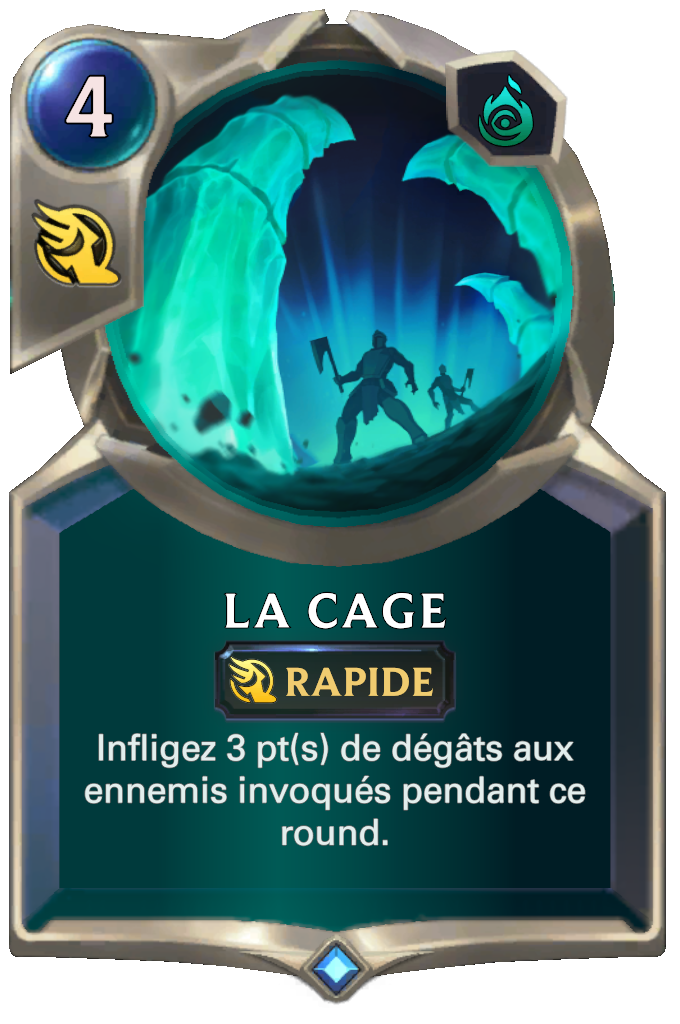 4
LA CAGE
RAPIDE
Infligez 3 pt(s) de dégâts aux
ennemis invoqués pendant ce
round.